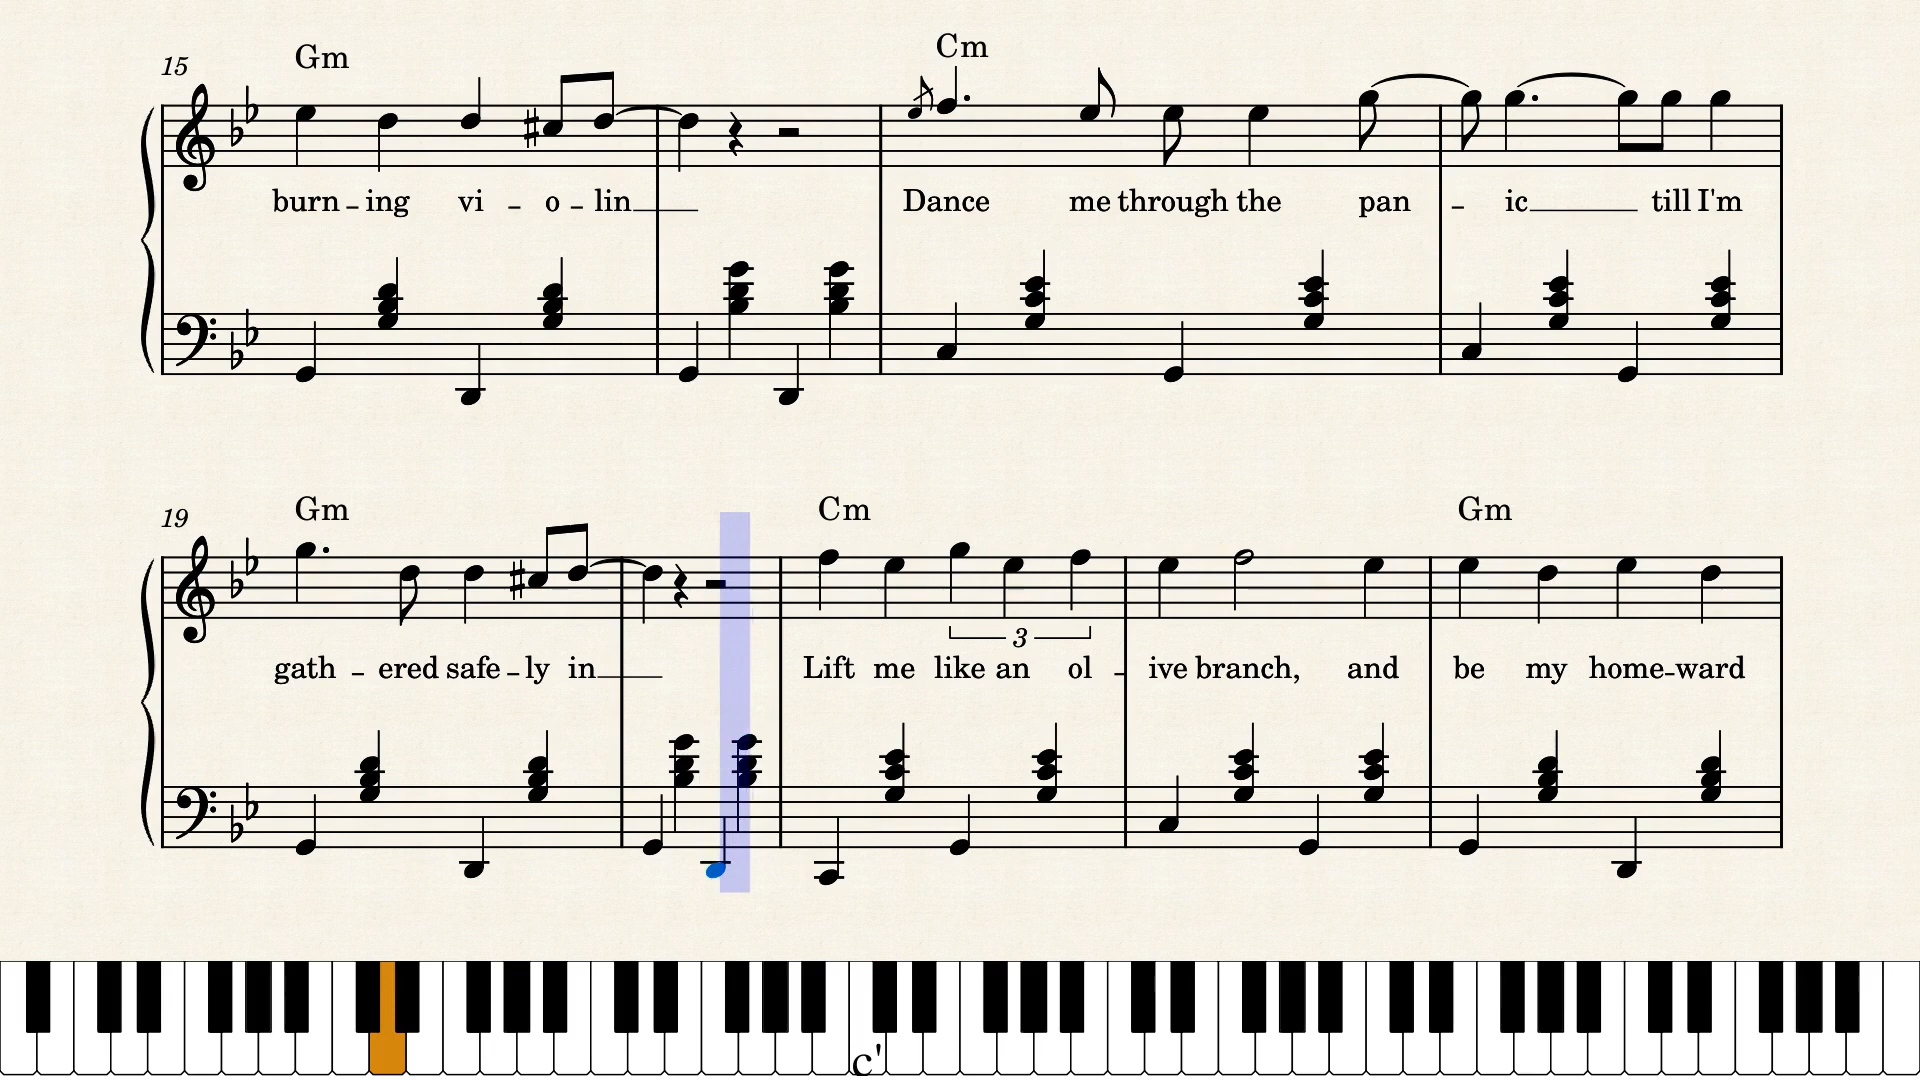 15 Gm Cm
burn - ing vi - o - lin Dance me through the pan - ic till I'm
19 Gm Cm Gm
3
gath - ered safe - ly in Lift me like an ol - ive branch, and be my home - ward
c'